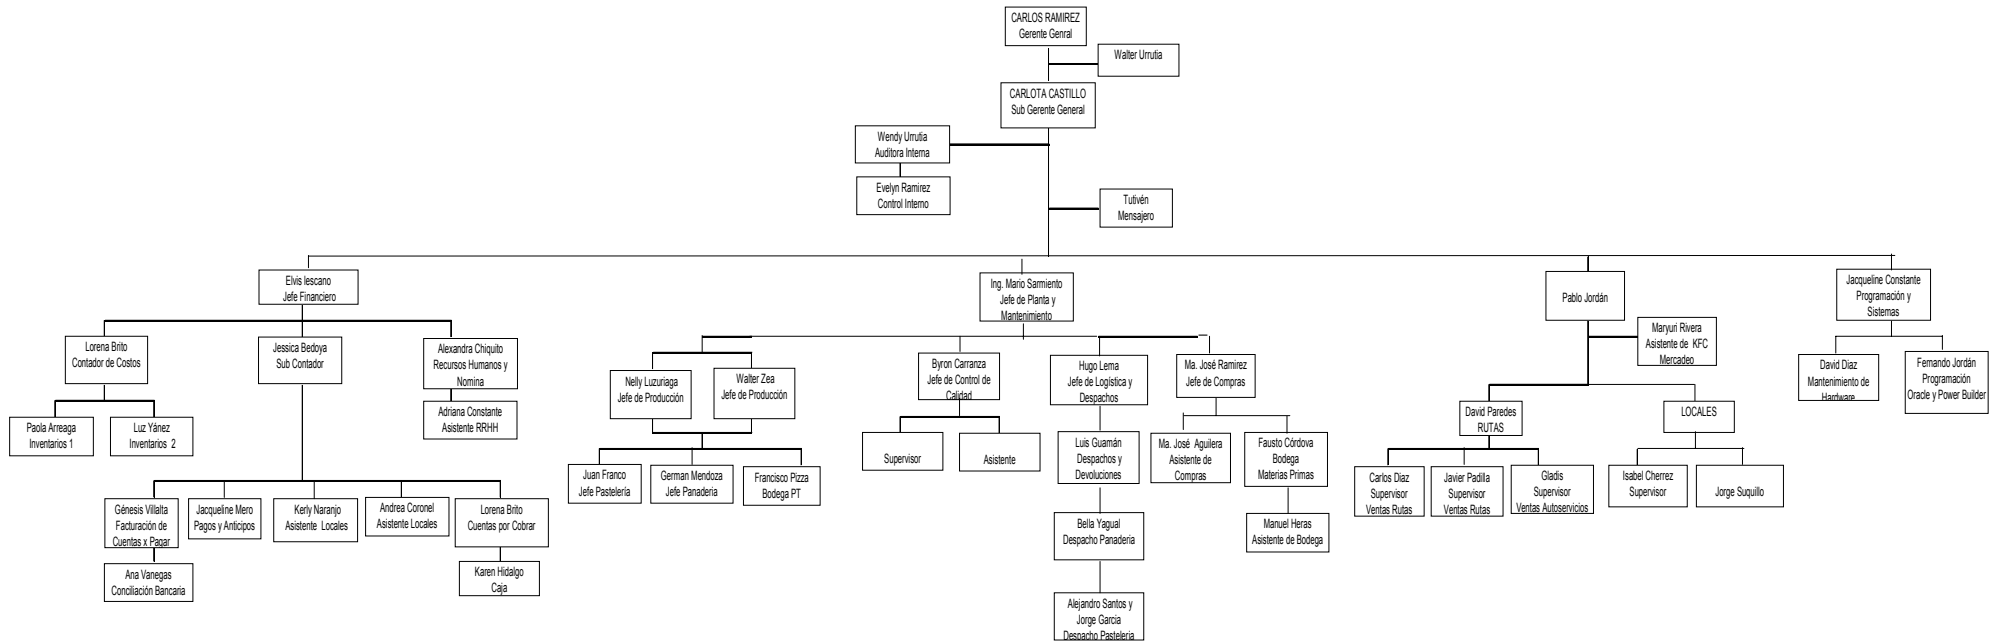 CARLOS RAMIREZ
Gerente Genral
Walter Urrutia
CARLOTA CASTILLO
Sub Gerente General
Wendy Urrutia
Auditora Interna
Evelyn Ramirez
Control Interno
Tutivén
Mensajero
Elvis lescano
Jefe Financiero
Ing. Mario Sarmiento
Jefe de Planta y
Mantenimiento
Pablo Jordán
Jacqueline Constante
Programación y
Sistemas
Lorena Brito
Contador de Costos
Jessica Bedoya
Sub Contador
Alexandra Chiquito
Recursos Humanos y
Nomina
Adriana Constante
Asistente RRHH
Paola Arreaga
Inventarios 1
Luz Yánez
Inventarios 2
Nelly Luzuriaga
Jefe de Producción
Walter Zea
Jefe de Producción
Byron Carranza
Jefe de Control de
Calidad
Hugo Lema
Jefe de Logística y
Despachos
Ma. José Ramirez
Jefe de Compras
Maryuri Rivera
Asistente de KFC
Mercadeo
David Diaz
Mantenimiento de
Hardware
Fernando Jordán
Programación
Oracle y Power Builder
David Paredes
RUTAS
LOCALES
Juan Franco
Jefe Pastelería
German Mendoza
Jefe Panaderia
Francisco Pizza
Bodega PT
Supervisor
Asistente
Luis Guamán
Despachos y
Devoluciones
Ma. José Aguilera
Asistente de
Compras
Fausto Córdova
Bodega
Materias Primas
Carlos Diaz
Supervisor
Ventas Rutas
Javier Padilla
Supervisor
Ventas Rutas
Gladis
Supervisor
Ventas Autoservicios
Isabel Cherrez
Supervisor
Jorge Suquillo
Génesis Villalta
Facturación de
Cuentas x Pagar
Jacqueline Mero
Pagos y Anticipos
Kerly Naranjo
Asistente Locales
Andrea Coronel
Asistente Locales
Lorena Brito
Cuentas por Cobrar
Ana Vanegas
Conciliación Bancaria
Karen Hidalgo
Caja
Bella Yagual
Despacho Panaderia
Manuel Heras
Asistente de Bodega
Alejandro Santos y
Jorge Garcia
Despacho Pasteleria